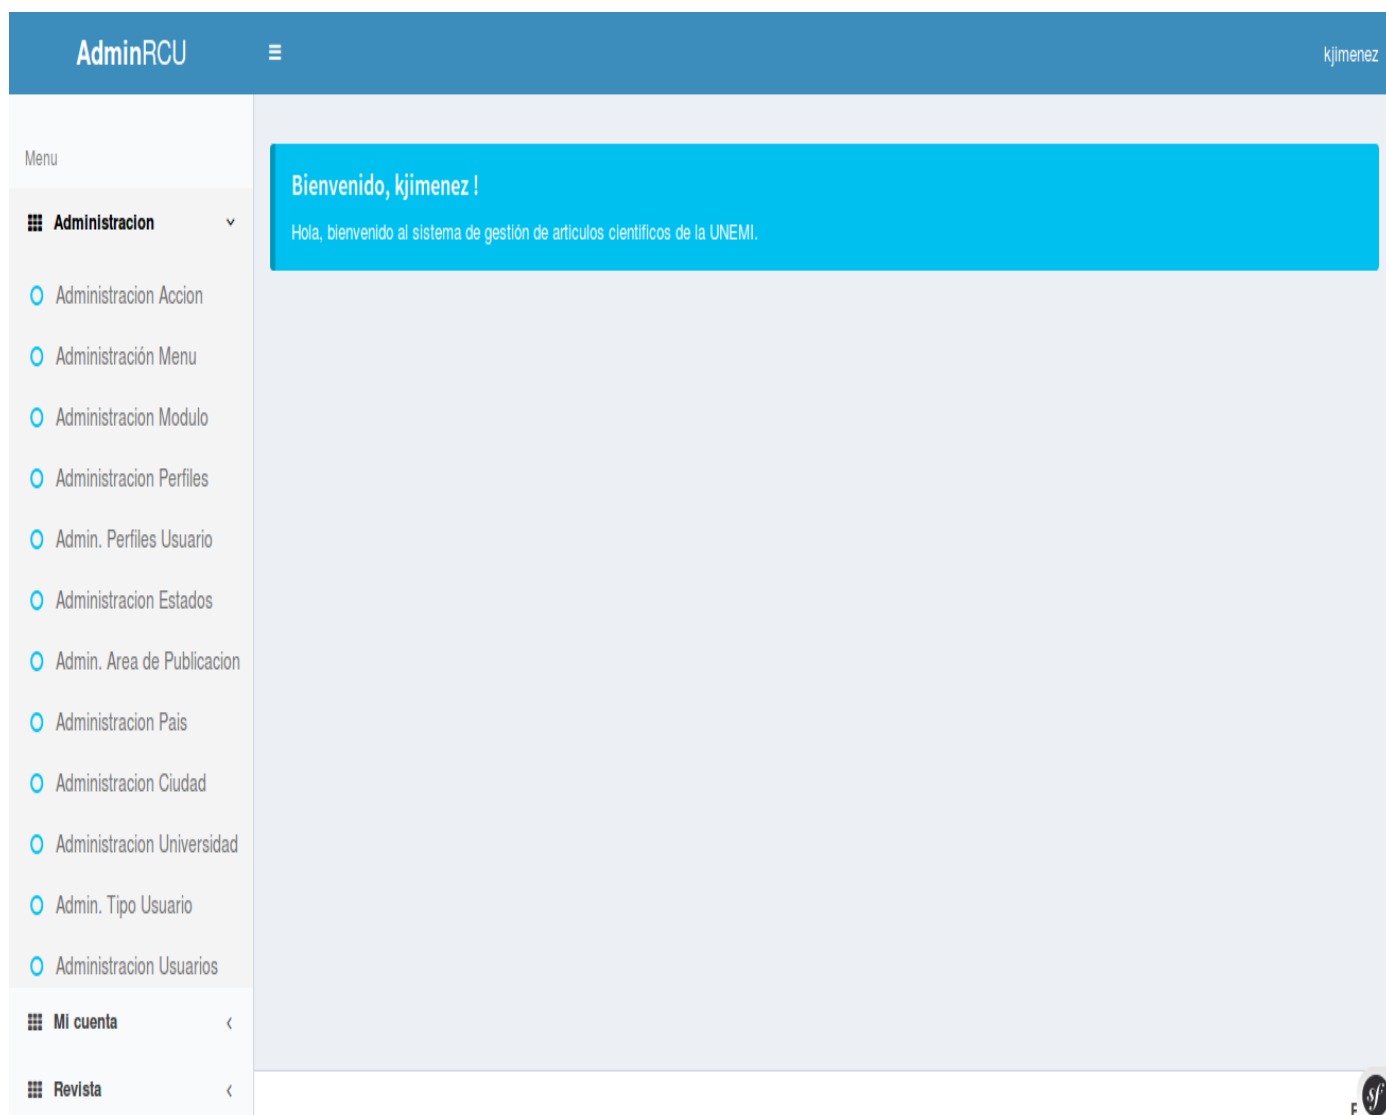 AdminRCU
kjimenez
Menu
Administracion
Administracion Accion
Administración Menu
Administracion Modulo
Administracion Perfiles
Admin. Perfiles Usuario
Administracion Estados
Admin. Area de Publicacion
Administracion Pais
Administracion Ciudad
Administracion Universidad
Admin. Tipo Usuario
Administracion Usuarios
Mi cuenta
Revista
Bienvenido, kjimenez !
Hola, bienvenido al sistema de gestión de articulos cientificos de la UNEMI.
sf